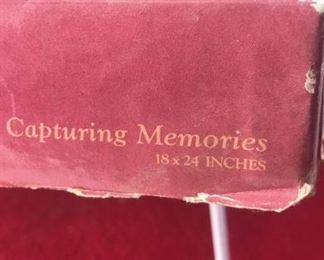 Capturing Memories
18 x 24 INCHES